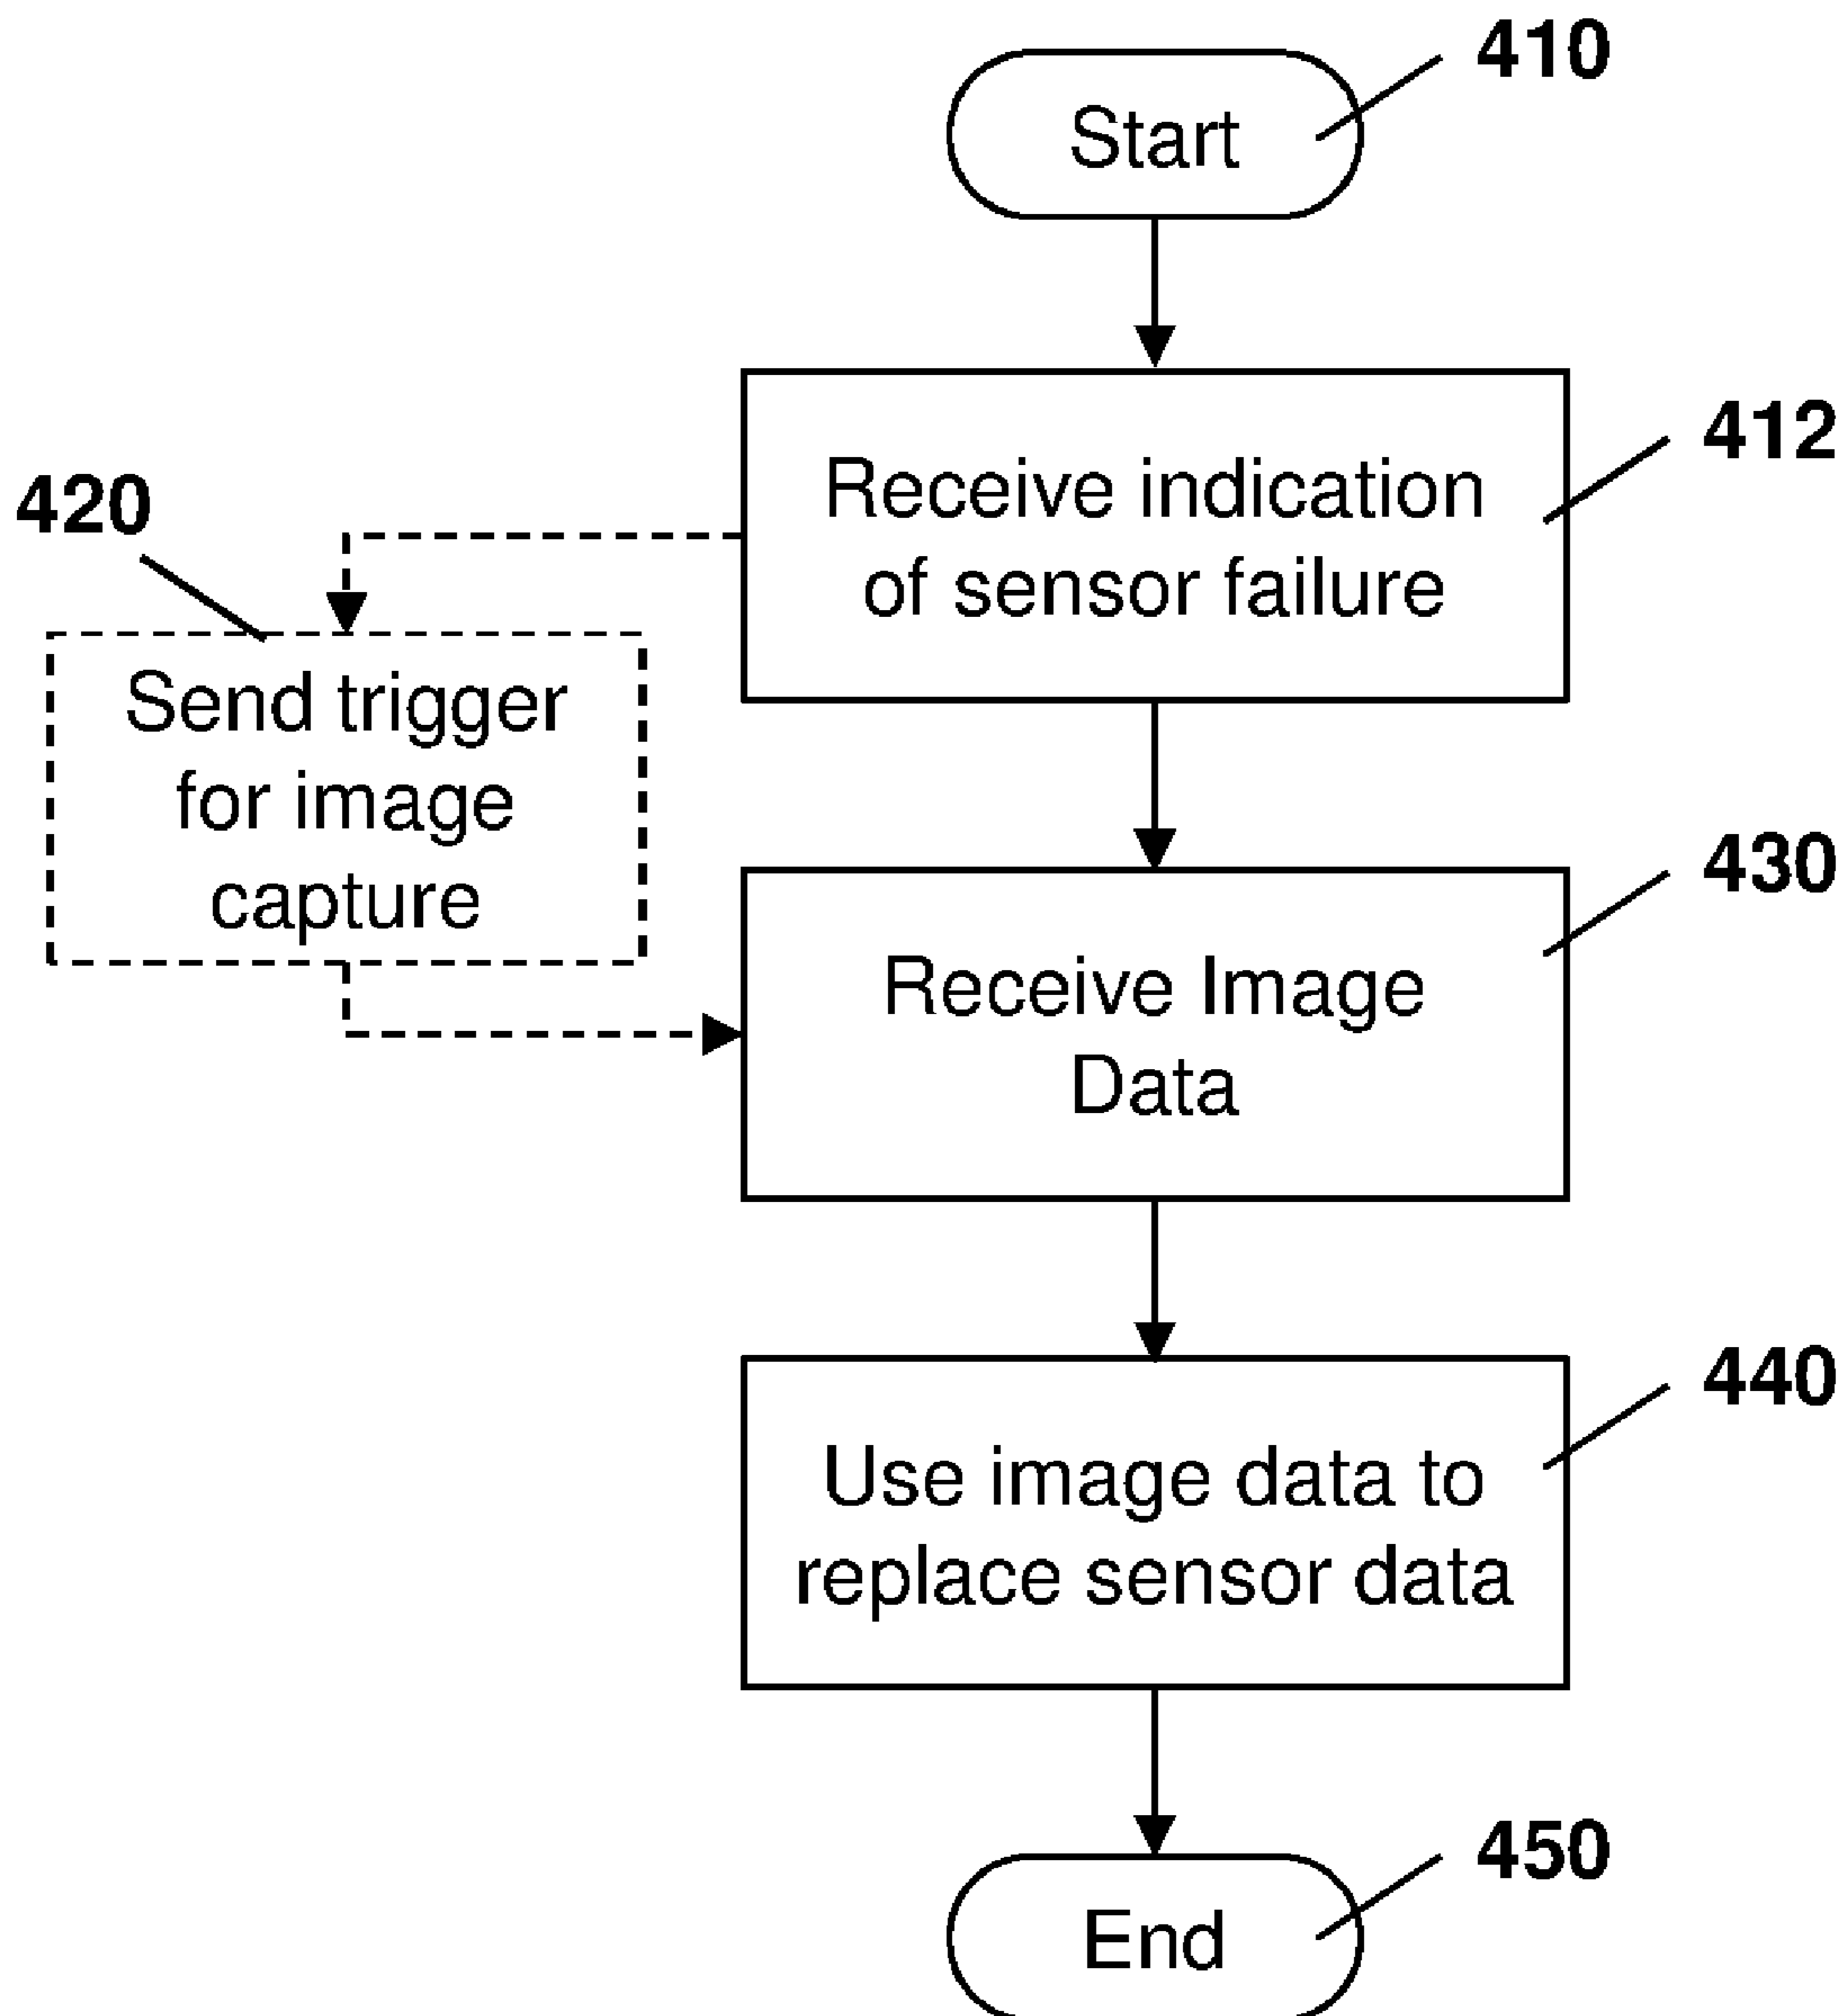 410
Start
412
Receive indication
of sensor failure
420
Send trigger
for image
capture
430
Receive Image
Data
440
Use image data to
replace sensor data
450
End